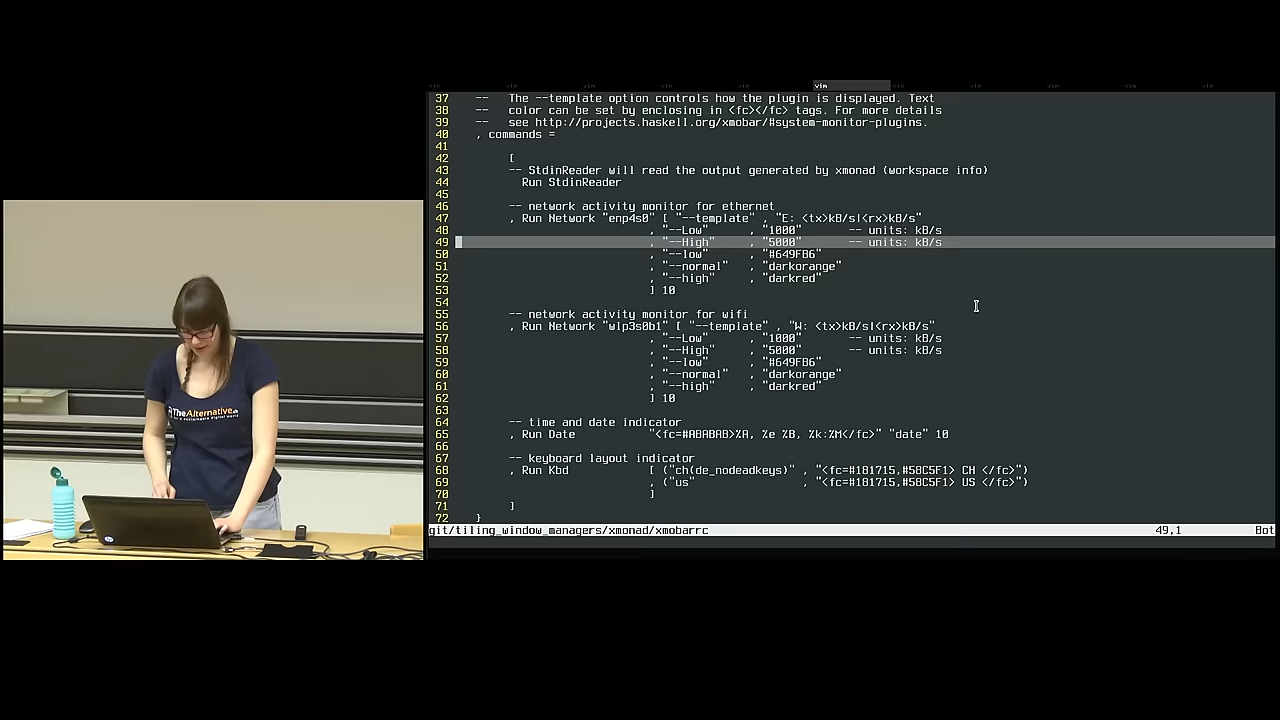 vim
37 -- The --template option controls how the plugin is displayed. Text
38 -- color can be set by enclosing in <fc></fc> tags. For more details
39 -- see http://projects.haskell.org/xmobar/#system-monitor-plugins.
40 , commands =
41
42 [
43 -- StdinReader will read the output generated by xmonad (workspace info)
44 Run StdinReader
45
46 -- network activity monitor for ethernet
47 , Run Network "enp4s0" [ "--template" , "E: <tx>kB/s|<rx>kB/s"
48 , "--Low" , "1000" -- units: kB/s
49 , "--High" , "5000" -- units: kB/s
50 , "--low" , "#649FB6"
51 , "--normal" , "darkorange"
52 , "--high" , "darkred"
53 ] 10
54
55 -- network activity monitor for wifi
56 , Run Network "wlp3s0b1" [ "--template" , "W: <tx>kB/s|<rx>kB/s"
57 , "--Low" , "1000" -- units: kB/s
58 , "--High" , "5000" -- units: kB/s
59 , "--low" , "#649FB6"
60 , "--normal" , "darkorange"
61 , "--high" , "darkred"
62 ] 10
63
64 -- time and date indicator
65 , Run Date "<fc=#ABABAB>%A, %e %B, %k:%M</fc>" "date" 10
66
67 -- keyboard layout indicator
68 , Run Kbd [ ("ch(de_nodeadkeys)" , "<fc=#181715,#58C5F1> CH </fc>")
69 , ("us" , "<fc=#181715,#58C5F1> US </fc>")
70 ]
71 ]
72 }
git/tiling_window_managers/xmonad/xmobarrc 49,1 Bot
TheAlternative
hp